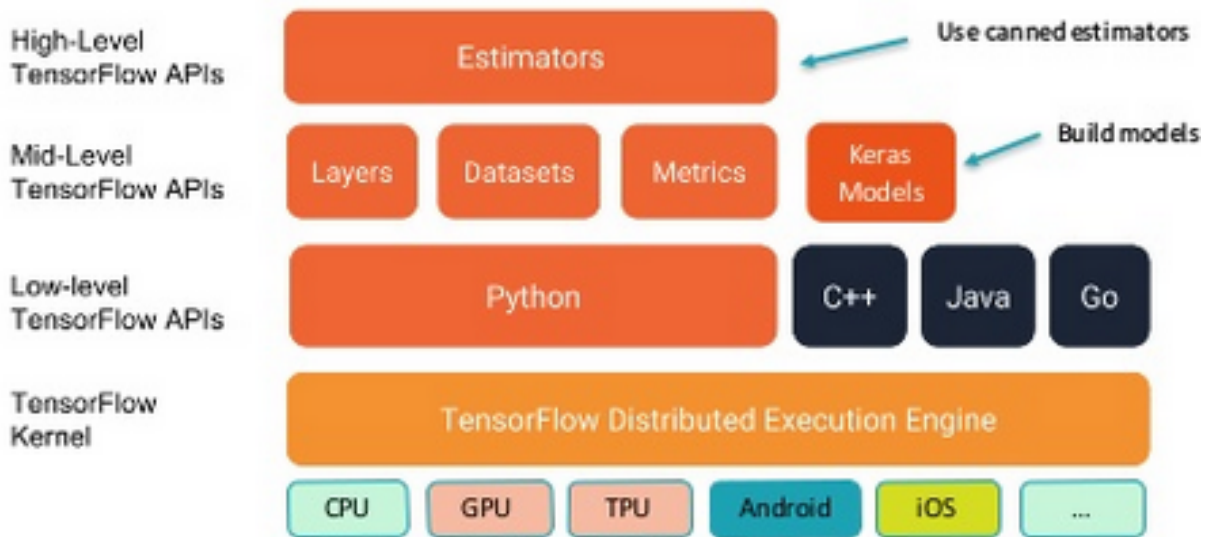 High-Level
TensorFlow APIs
Estimators
Use canned estimators
Mid-Level
TensorFlow APIs
Layers
Datasets
Metrics
Keras
Models
Build models
Low-level
TensorFlow APIs
Python
C++
Java
Go
TensorFlow
Kernel
TensorFlow Distributed Execution Engine
CPU
GPU
TPU
Android
iOS
...